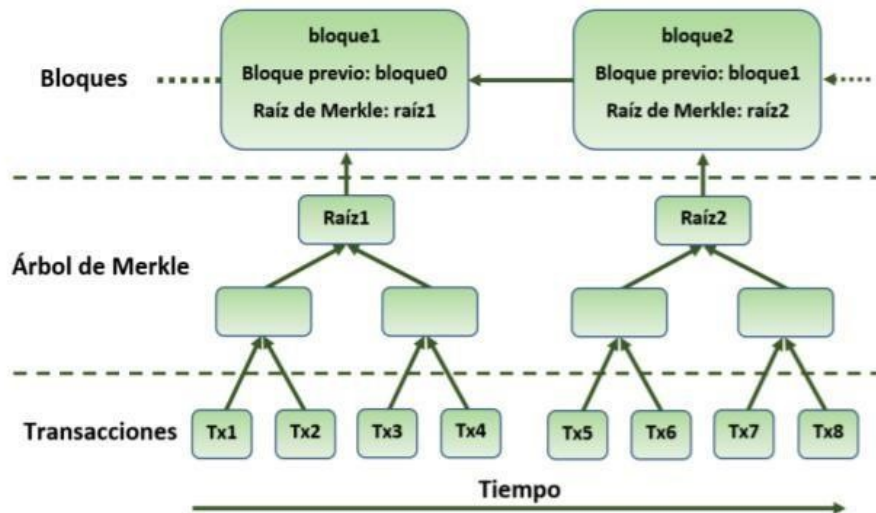 bloque1
Bloque previo: bloque0
Raíz de Merkle: raíz1
bloque2
Bloque previo: bloque1
Raíz de Merkle: raíz2
Bloques
Raíz1
Raíz2
Árbol de Merkle
Transacciones
Tx1
Tx2
Tx3
Tx4
Tx5
Tx6
Tx7
Tx8
Tiempo